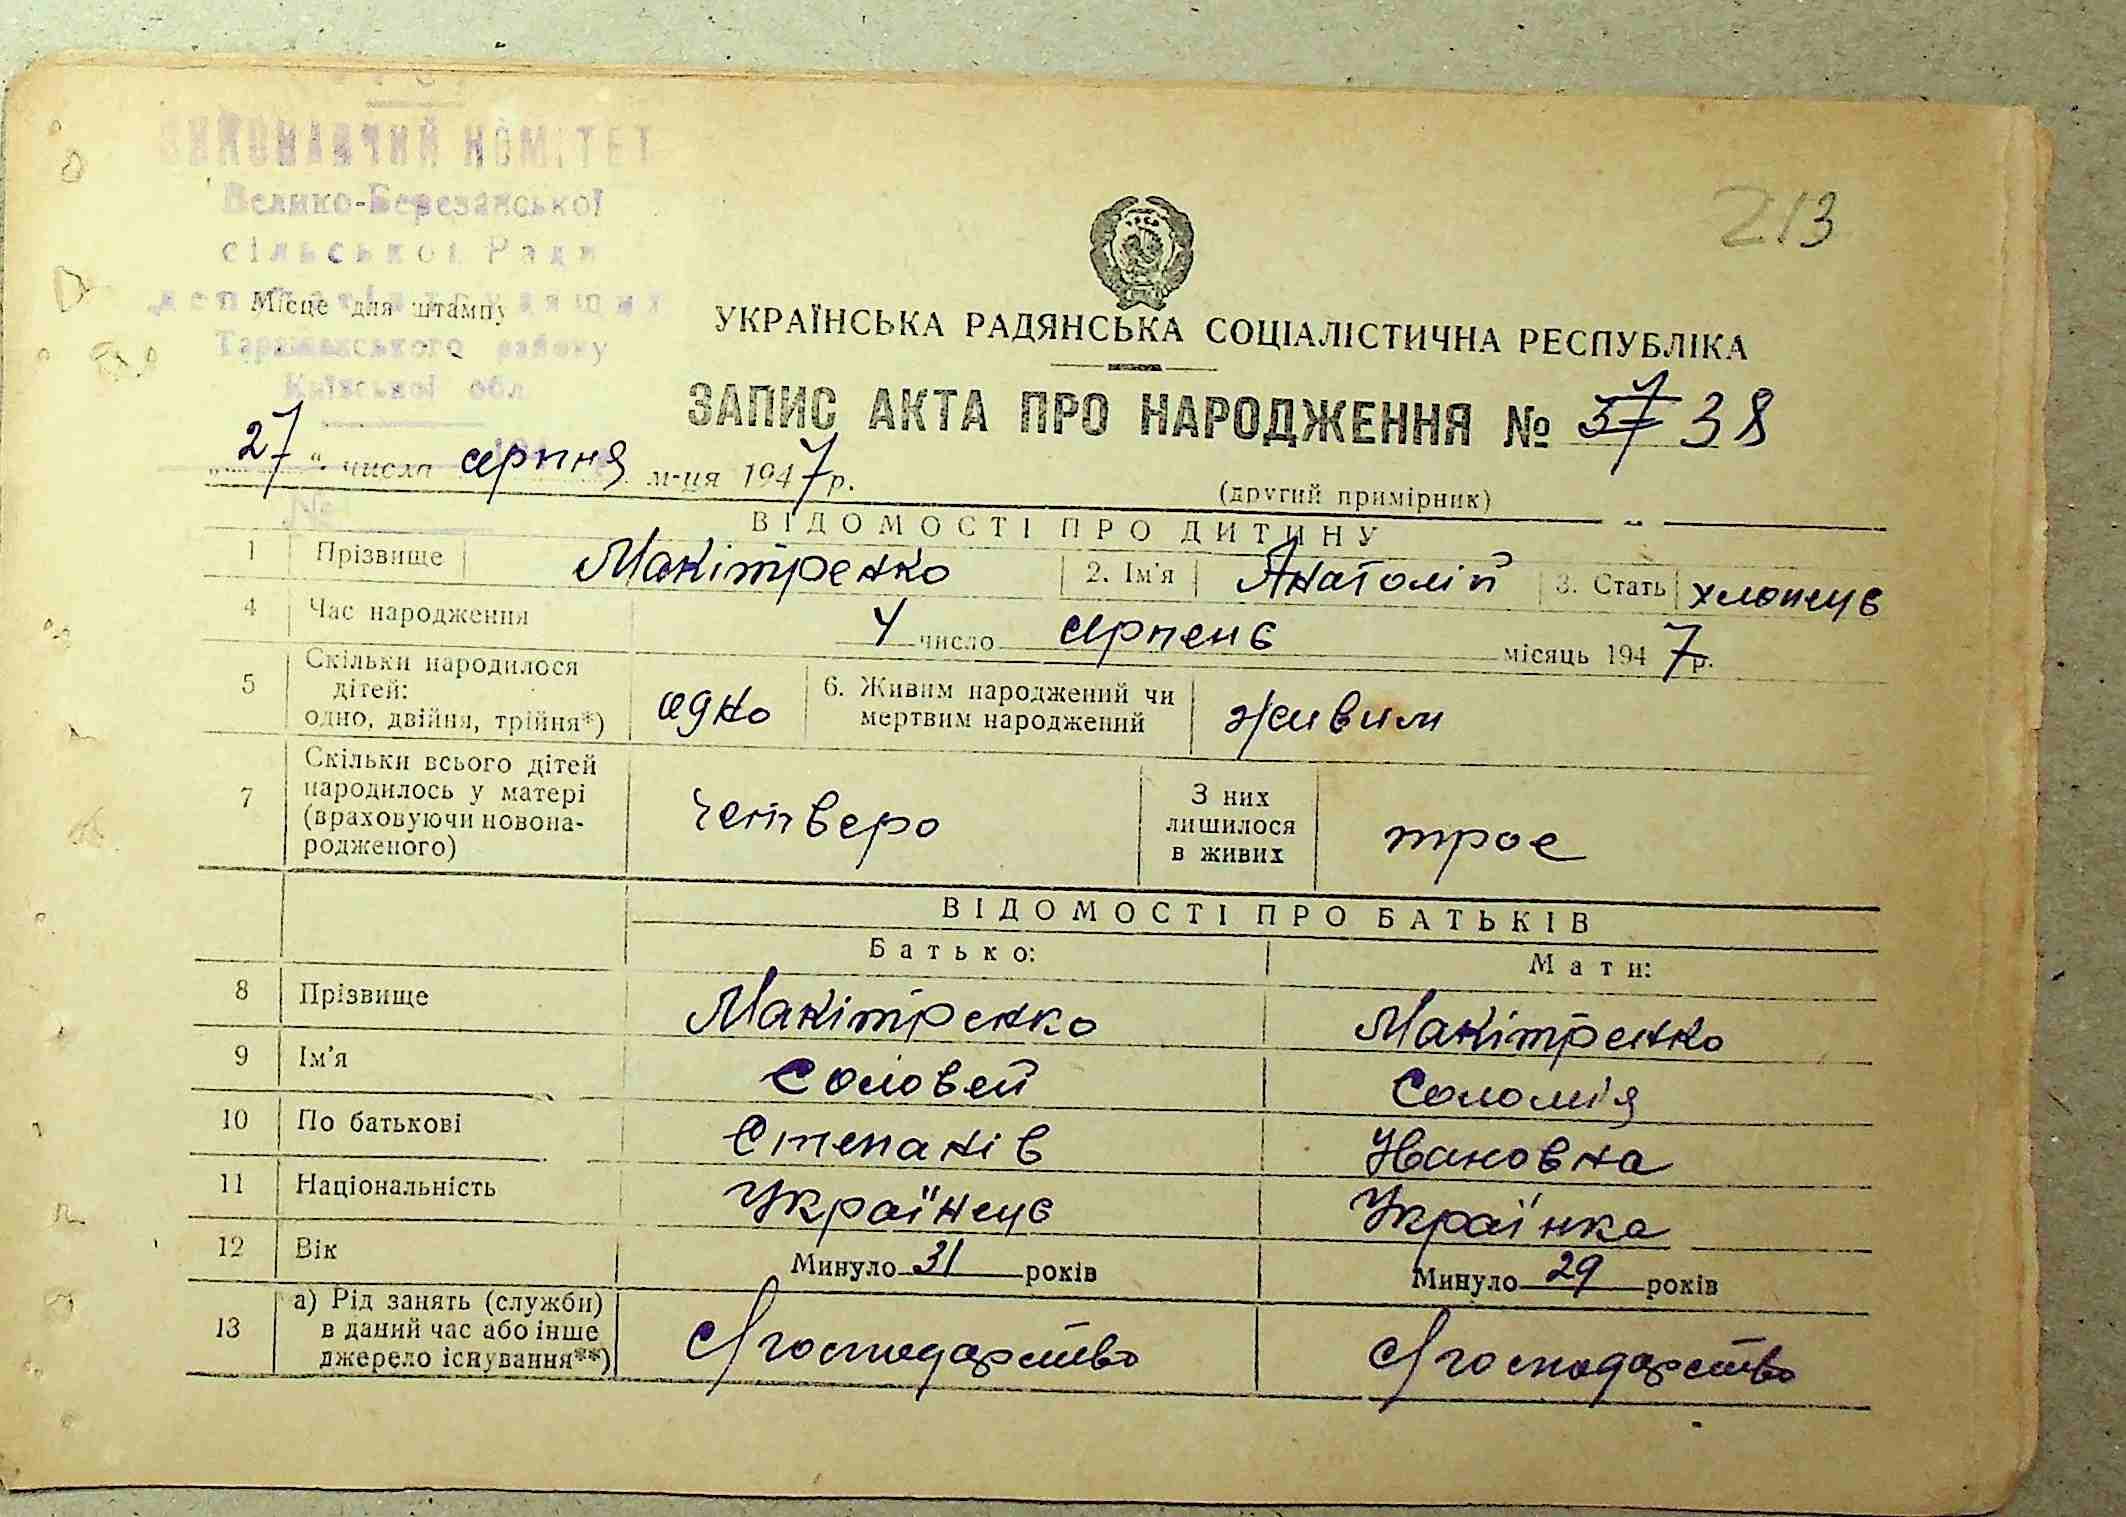 ВИКОНАВЧИЙ КОМІТЕТ
Велико-Березанської
сільської Ради
депутатів трудящих
Місце для штампу
Таращанського району
Київської обл
213
УКРАЇНСЬКА РАДЯНСЬКА СОЦІАЛІСТИЧНА РЕСПУБЛІКА
ЗАПИС АКТА ПРО НАРОДЖЕННЯ № 37 38
„27“ числа серпня м-ця 1947 р.
(другий примірник)
№
ВІДОМОСТІ ПРО ДИТИНУ
1 Прізвище Макітренко 2. Ім'я Анатолій 3. Стать хлопець
4 Час народження 4 число серпень місяць 1947 р.
5 Скільки народилося дітей: одно, двійня, трійня*) одно 6. Живим народжений чи мертвим народжений живим
7 Скільки всього дітей народилось у матері (враховуючи новонародженого) четверо З них лишилося в живих троє
ВІДОМОСТІ ПРО БАТЬКІВ
Батько: Мати:
8 Прізвище Макітренко Макітренко
9 Ім'я Соловей Соломія
10 По батькові Степанів Ивановна
11 Національність Українець Українка
12 Вік Минуло 31 років Минуло 29 років
13 а) Рід занять (служби) в даний час або інше джерело існування**) С/господарство С/господарство